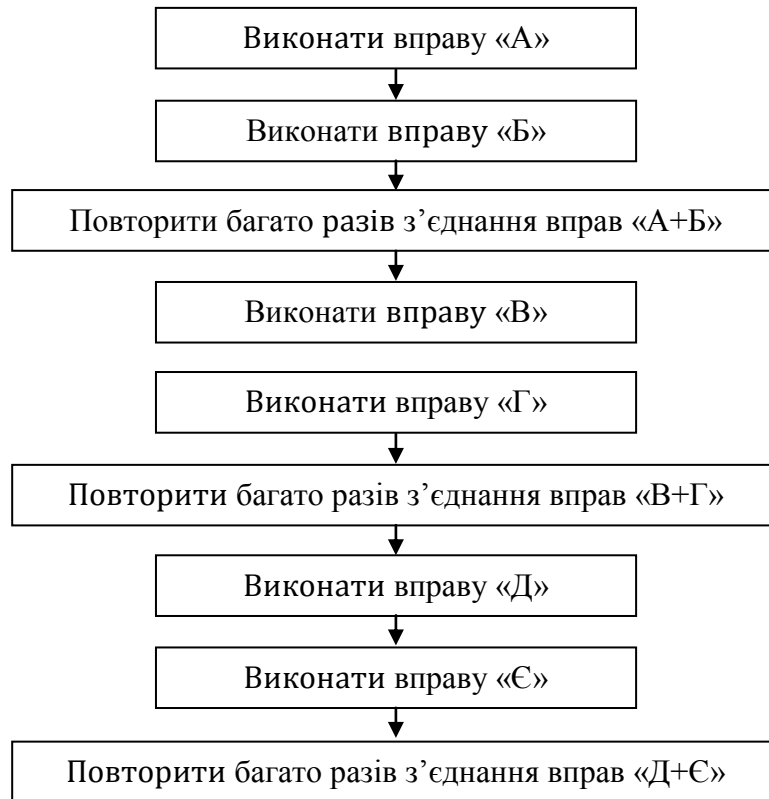 Виконати вправу «А»
Виконати вправу «Б»
Повторити багато разів з’єднання вправ «А+Б»
Виконати вправу «В»
Виконати вправу «Г»
Повторити багато разів з’єднання вправ «В+Г»
Виконати вправу «Д»
Виконати вправу «Є»
Повторити багато разів з’єднання вправ «Д+Є»